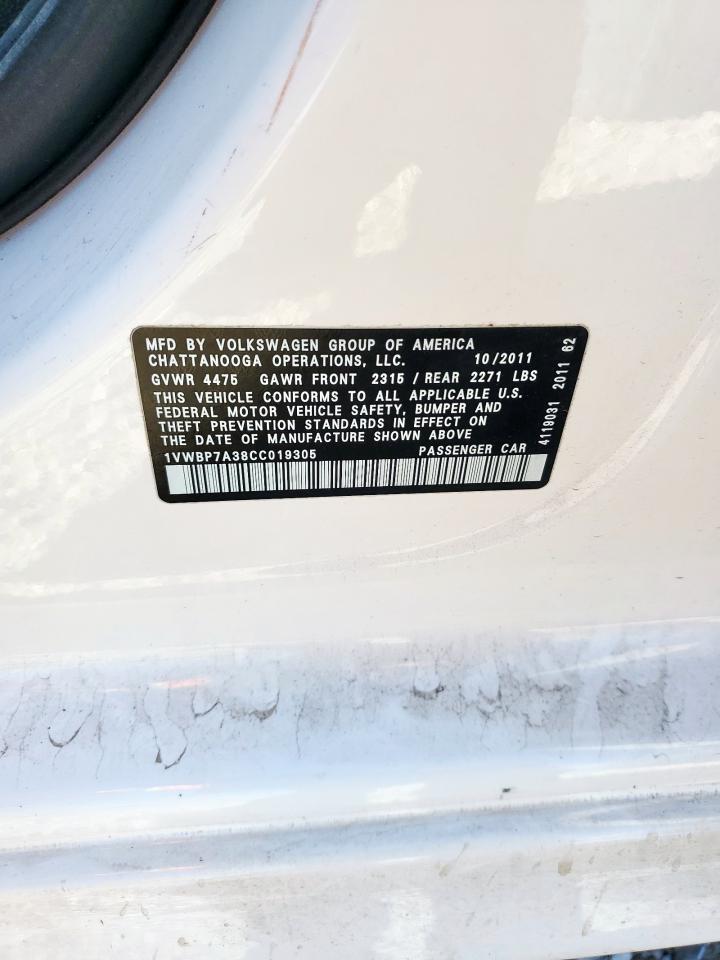 MFD BY VOLKSWAGEN GROUP OF AMERICA
CHATTANOOGA OPERATIONS, LLC. 10/2011
GVWR 4475 GAWR FRONT 2315 / REAR 2271 LBS
THIS VEHICLE CONFORMS TO ALL APPLICABLE U.S.
FEDERAL MOTOR VEHICLE SAFETY, BUMPER AND
THEFT PREVENTION STANDARDS IN EFFECT ON
THE DATE OF MANUFACTURE SHOWN ABOVE
1VWBP7A38CC019305 PASSENGER CAR
4119031 2011 62